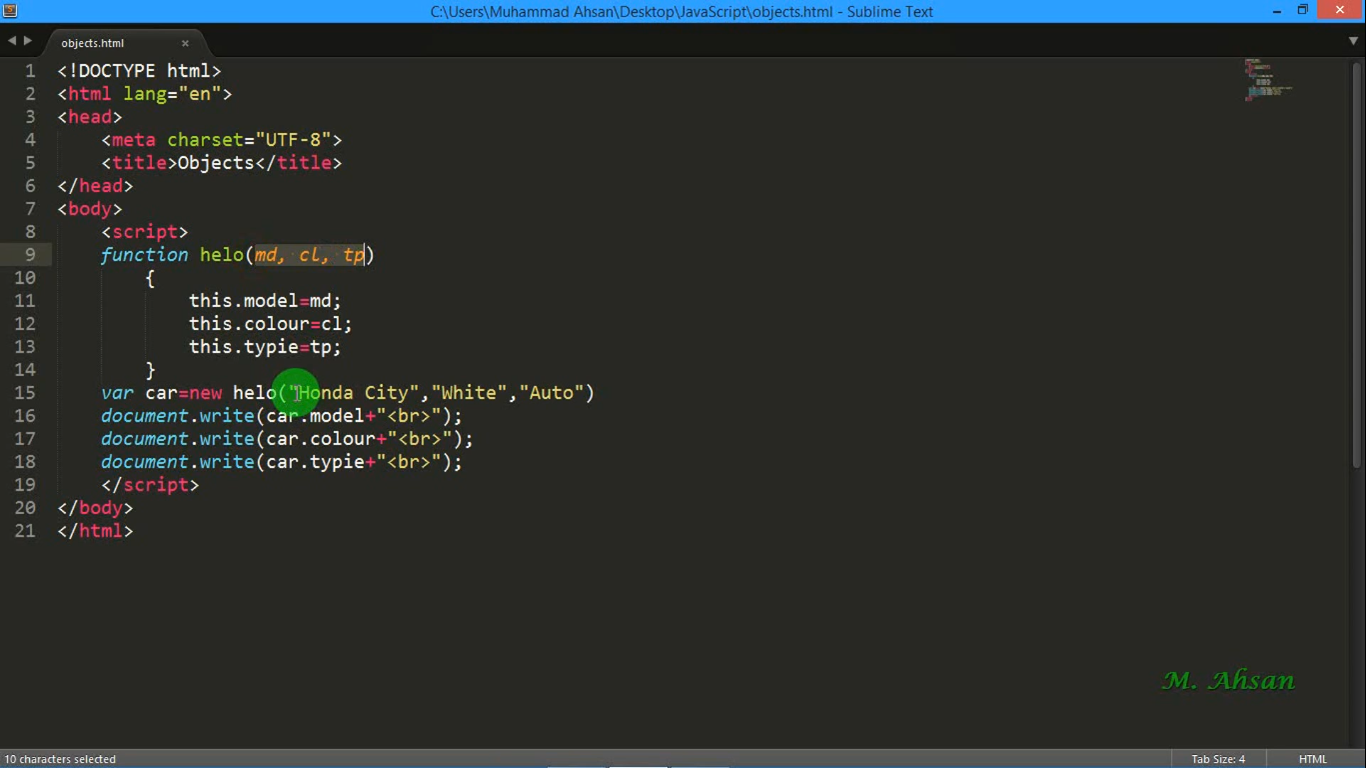 C:\Users\Muhammad Ahsan\Desktop\JavaScript\objects.html - Sublime Text
objects.html ×
1 <!DOCTYPE html>
2 <html lang="en">
3 <head>
4     <meta charset="UTF-8">
5     <title>Objects</title>
6 </head>
7 <body>
8     <script>
9     function helo(md, cl, tp)
10         {
11             this.model=md;
12             this.colour=cl;
13             this.typie=tp;
14         }
15     var car=new helo("Honda City","White","Auto")
16     document.write(car.model+"<br>");
17     document.write(car.colour+"<br>");
18     document.write(car.typie+"<br>");
19     </script>
20 </body>
21 </html>
M. Ahsan
10 characters selected Tab Size: 4 HTML